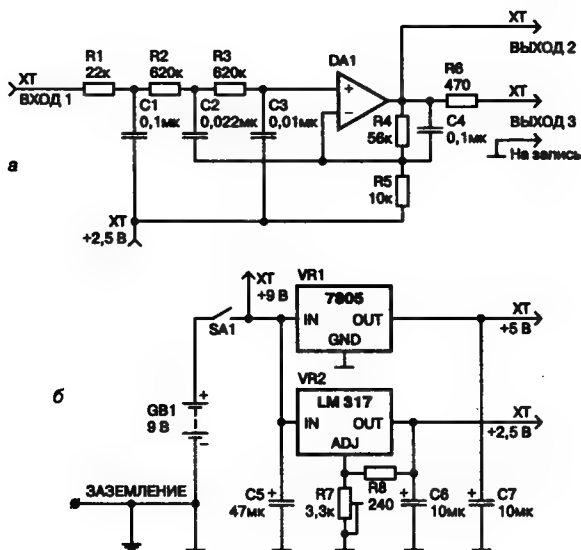 XT
ВЫХОД 2
XT
ВХОД 1
R1
22к
R2
620к
R3
620к
DA1
+
−
R6
470
XT
ВЫХОД 3
C1
0,1мк
C2
0,022мк
C3
0,01мк
R4
56к
C4
0,1мк
На запись
а
R5
10к
XT
+2,5 В
XT
+9 В
SA1
VR1
7805
IN OUT
GND
XT
+5 В
б
GB1
9 В
+
−
VR2
LM 317
IN OUT
ADJ
XT
+2,5 В
ЗАЗЕМЛЕНИЕ
C5
47мк
+
R7
3,3к
R8
240
+
C6
10мк
+
C7
10мк